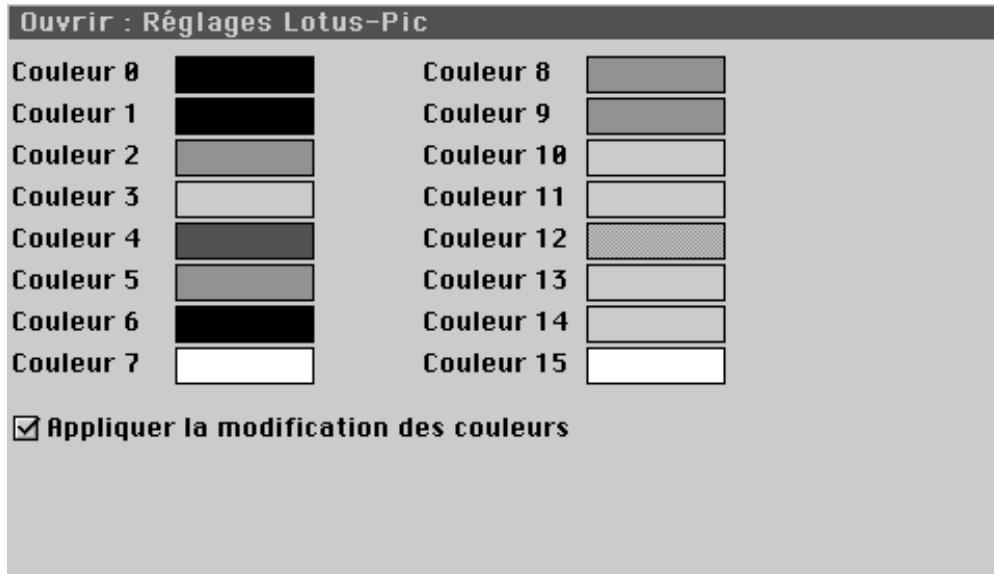 Ouvrir : Réglages Lotus-Pic
Couleur 0
Couleur 1
Couleur 2
Couleur 3
Couleur 4
Couleur 5
Couleur 6
Couleur 7
Couleur 8
Couleur 9
Couleur 10
Couleur 11
Couleur 12
Couleur 13
Couleur 14
Couleur 15
Appliquer la modification des couleurs